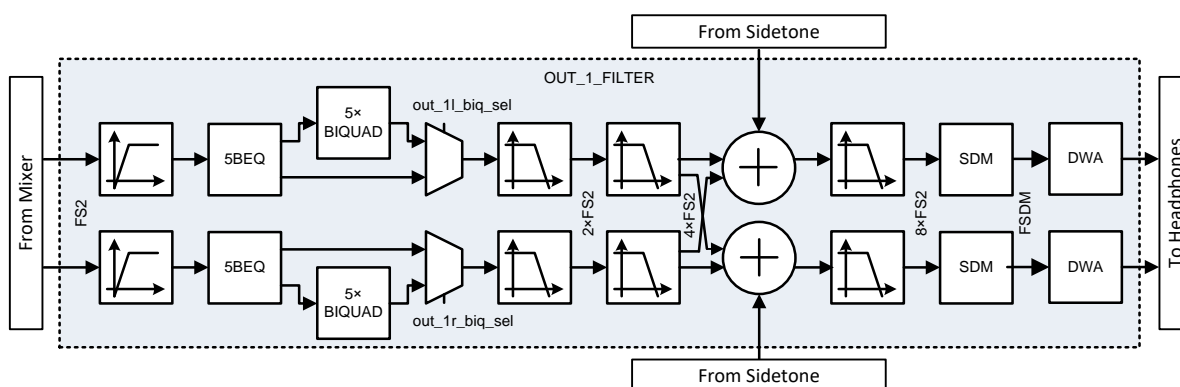 From Sidetone
OUT_1_FILTER
From Mixer
FS2
5BEQ
5×
BIQUAD
out_1l_biq_sel
2×FS2
4×FS2
8×FS2
SDM
FSDM
DWA
To Headphones
5BEQ
5×
BIQUAD
out_1r_biq_sel
SDM
DWA
From Sidetone